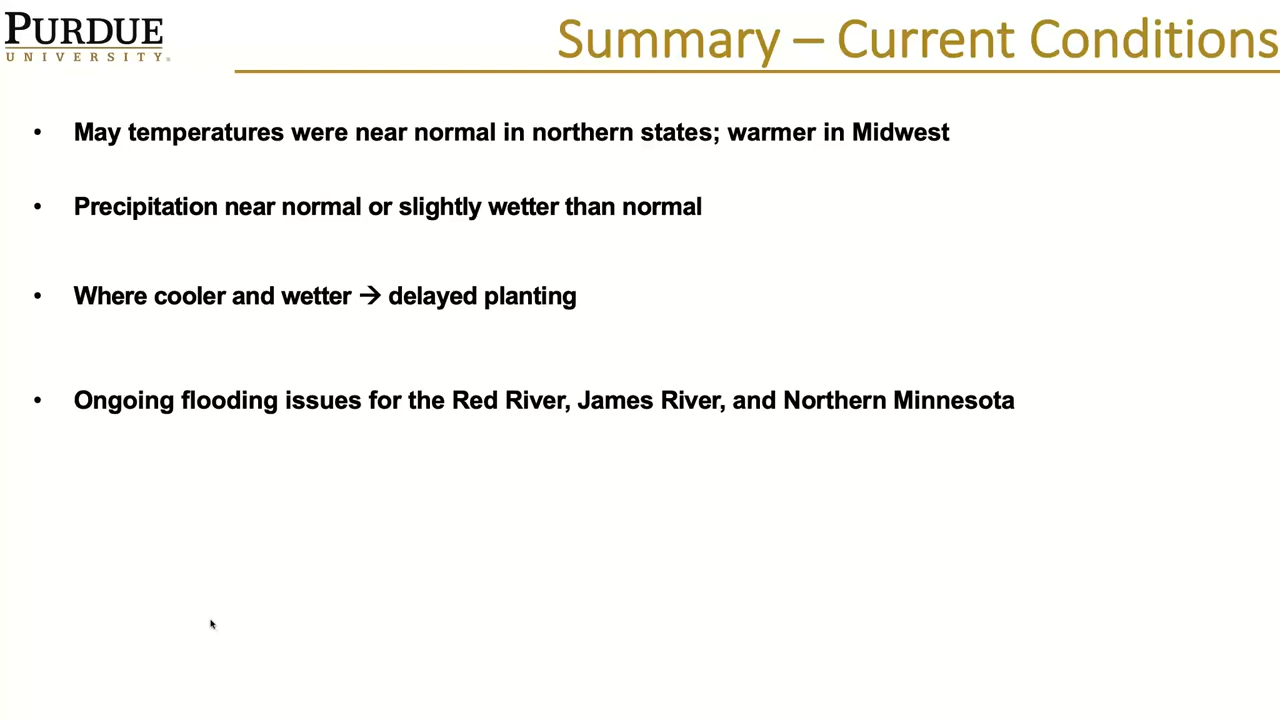 PURDUE
UNIVERSITY®
Summary – Current Conditions
• May temperatures were near normal in northern states; warmer in Midwest
• Precipitation near normal or slightly wetter than normal
• Where cooler and wetter → delayed planting
• Ongoing flooding issues for the Red River, James River, and Northern Minnesota